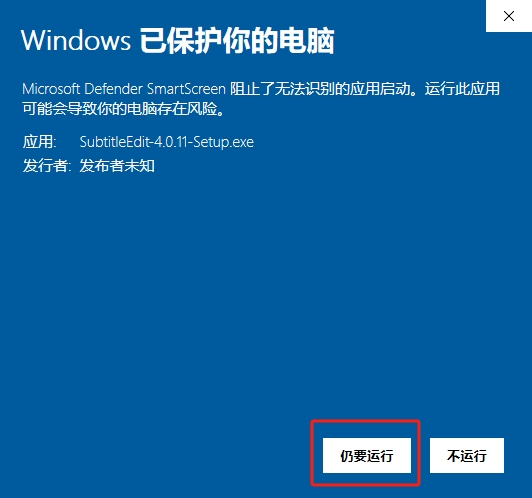 Windows 已保护你的电脑
Microsoft Defender SmartScreen 阻止了无法识别的应用启动。运行此应用
可能会导致你的电脑存在风险。
应用: SubtitleEdit-4.0.11-Setup.exe
发行者: 发布者未知
仍要运行 不运行